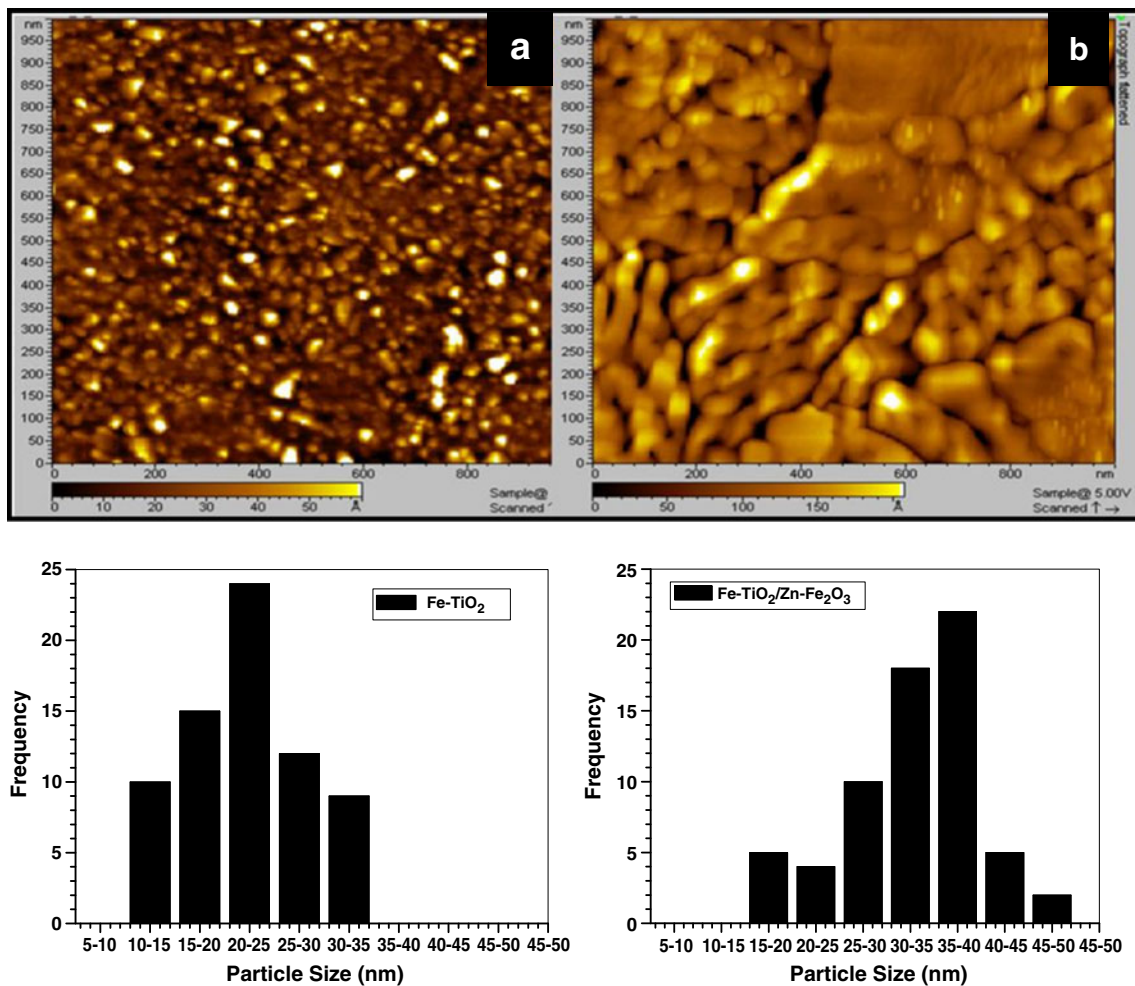 a
b
nm
950
900
850
800
750
700
650
600
550
500
450
400
350
300
250
200
150
100
50
0
0 200 400 600 800
0 10 20 30 40 50 Å
Sample@
Scanned
nm
950
900
850
800
750
700
650
600
550
500
450
400
350
300
250
200
150
100
50
0
0 200 400 600 800 nm
0 50 100 150 Å
Sample@ 5.00V
Scanned ↑ →
Topograph flattened
Fe-TiO₂
Frequency
25
20
15
10
5
0
5-10 10-15 15-20 20-25 25-30 30-35 35-40 40-45 45-50 45-50
Particle Size (nm)
Fe-TiO₂/Zn-Fe₂O₃
Frequency
25
20
15
10
5
0
5-10 10-15 15-20 20-25 25-30 30-35 35-40 40-45 45-50 45-50
Particle Size (nm)